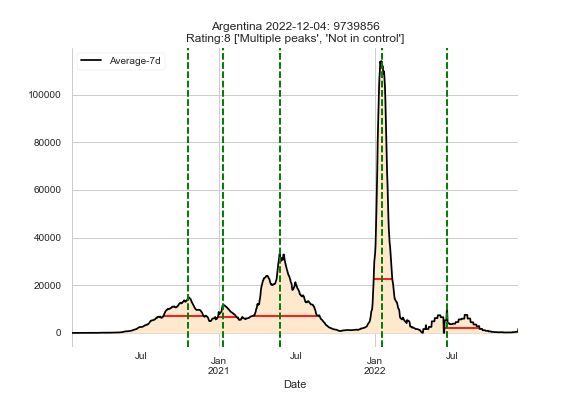 Argentina 2022-12-04: 9739856
Rating:8 ['Multiple peaks', 'Not in control']
Average-7d
100000
80000
60000
40000
20000
0
Jul
Jan
2021
Jul
Jan
2022
Jul
Date